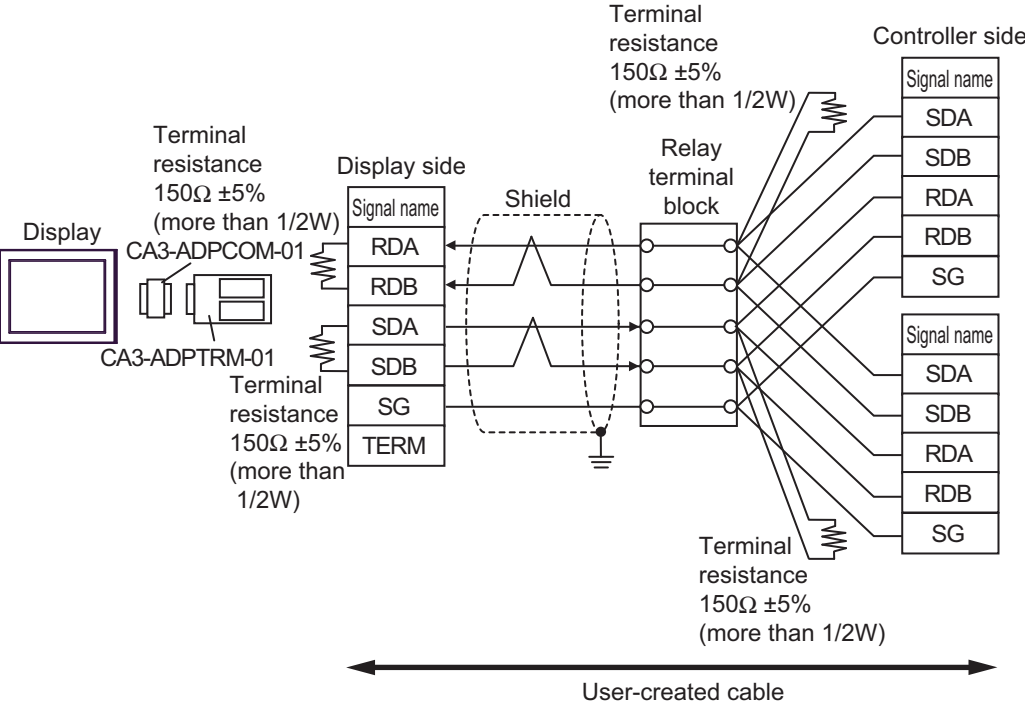 Terminal
resistance
150Ω ±5%
(more than 1/2W)
Controller side
Signal name
SDA
SDB
RDA
RDB
SG
Terminal
resistance
150Ω ±5%
(more than 1/2W)
Display side
Signal name
RDA
RDB
SDA
SDB
SG
TERM
Shield
Relay
terminal
block
Display
CA3-ADPCOM-01
CA3-ADPTRM-01
Terminal
resistance
150Ω ±5%
(more than
1/2W)
Signal name
SDA
SDB
RDA
RDB
SG
Terminal
resistance
150Ω ±5%
(more than 1/2W)
User-created cable